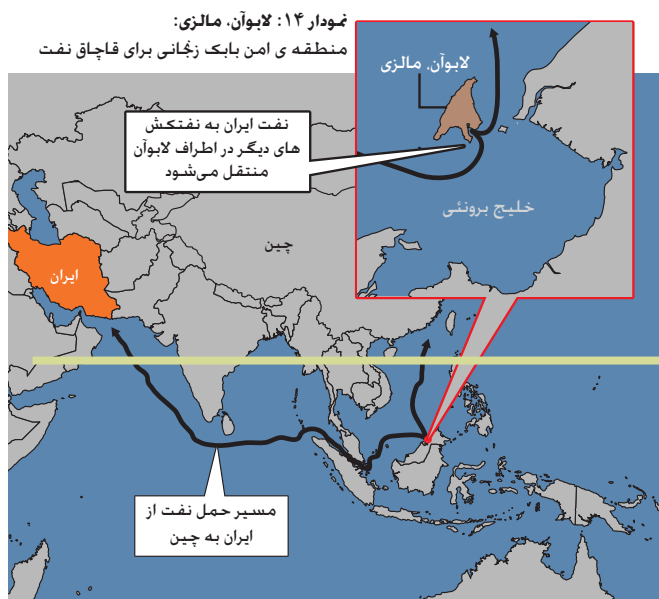 نمودار ۱۴: لابوآن، مالزی:
منطقه ی امن بابک زنجانی برای قاچاق نفت
لابوآن، مالزی
نفت ایران به نفتکش
های دیگر در اطراف لابوآن
منتقل می‌شود
خلیج برونئی
چین
ایران
مسیر حمل نفت از
ایران به چین